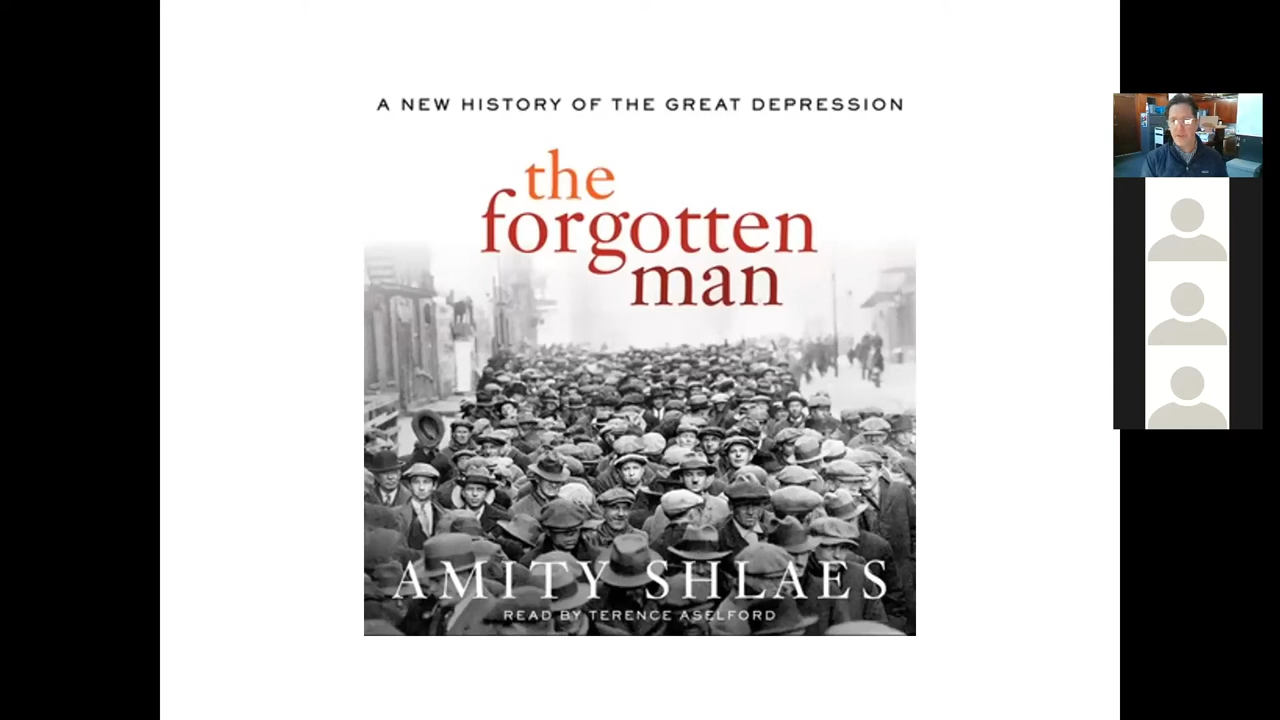 A NEW HISTORY OF THE GREAT DEPRESSION
the
forgotten
man
AMITY SHLAES
READ BY TERENCE ASELFORD